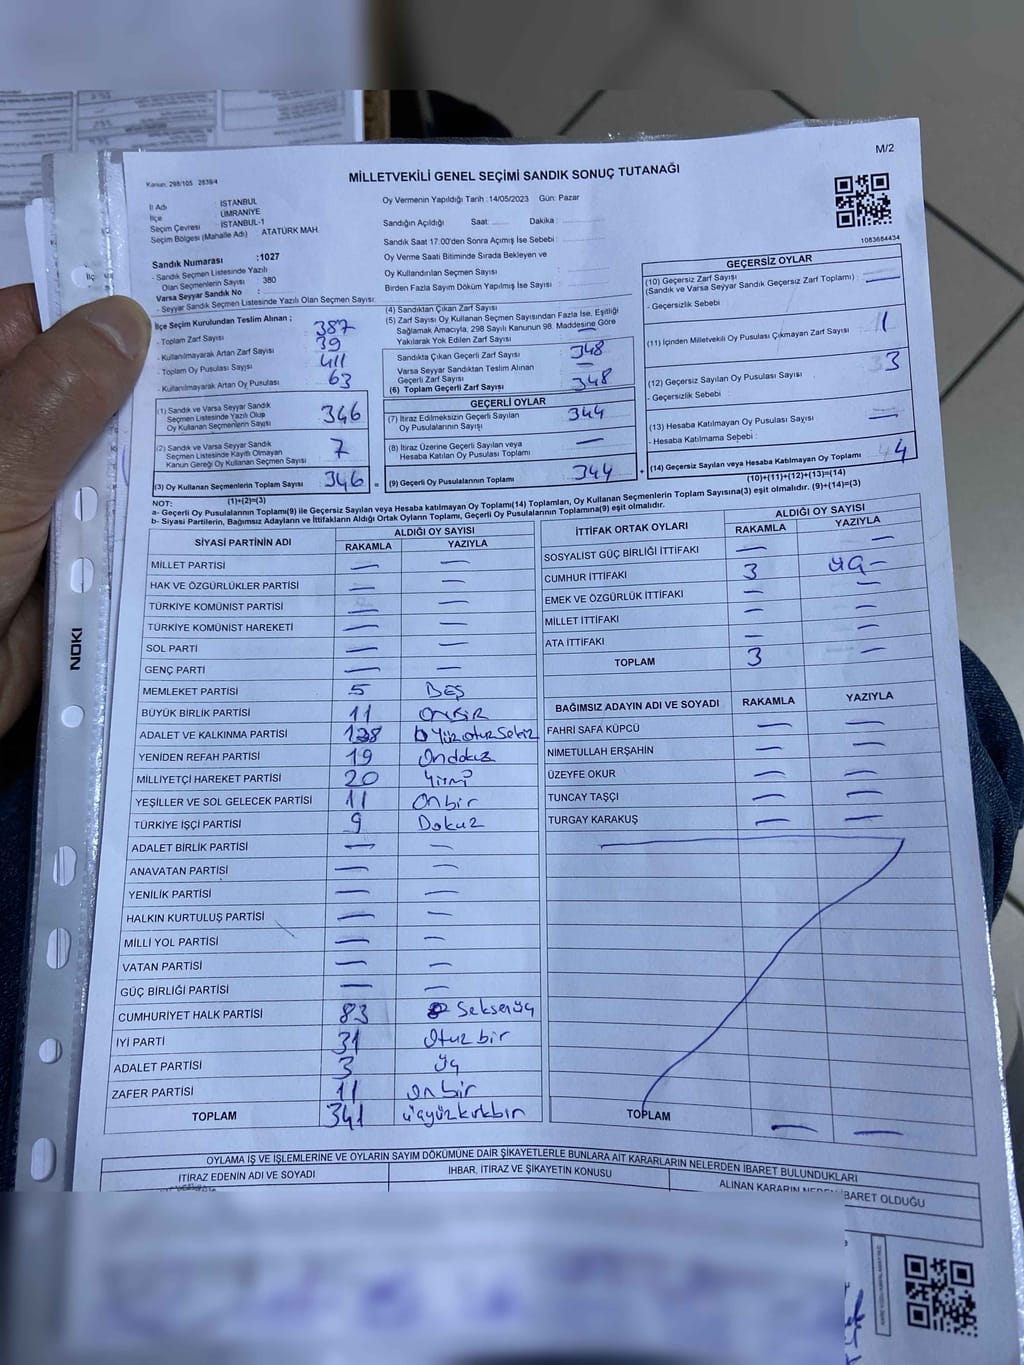 M/2
Kanun, 298/105 2839/4
MİLLETVEKİLİ GENEL SEÇİMİ SANDIK SONUÇ TUTANAĞI
İl Adı : İSTANBUL
İlçe : ÜMRANİYE
Seçim Çevresi : İSTANBUL-1
Seçim Bölgesi (Mahalle Adı) ATATÜRK MAH.
Sandık Numarası :1027
- Sandık Seçmen Listesinde Yazılı
Olan Seçmenlerin Sayısı : 380
Varsa Seyyar Sandık No :
- Seyyar Sandık Seçmen Listesinde Yazılı Olan Seçmen Sayısı:
Oy Vermenin Yapıldığı Tarih :14/05/2023 Gün: Pazar
Sandığın Açıldığı Saat: Dakika :
Sandık Saat 17:00'den Sonra Açımış İse Sebebi :
Oy Verme Saati Bitiminde Sırada Bekleyen ve
Oy Kullandırılan Seçmen Sayısı :
Birden Fazla Sayım Döküm Yapılmış İse Sayısı :
1083664434
İlçe Seçim Kurulundan Teslim Alınan ;
- Toplam Zarf Sayısı 387
- Kullanılmayarak Artan Zarf Sayısı 39
- Toplam Oy Pusulası Sayısı 411
- Kullanılmayarak Artan Oy Pusulası 63
(1) Sandık ve Varsa Seyyar Sandık
Seçmen Listesinde Yazılı Olup
Oy Kullanan Seçmenlerin Sayısı 346
(2) Sandık ve Varsa Seyyar Sandık
Seçmen Listesinde Kayıtlı Olmayan
Kanun Gereği Oy Kullanan Seçmen Sayısı 7
(3) Oy Kullanan Seçmenlerin Toplam Sayısı 346 =
(1)+(2)=(3)
(4) Sandıktan Çıkan Zarf Sayısı
(5) Zarf Sayısı Oy Kullanan Seçmen Sayısından Fazla İse, Eşitliği
Sağlamak Amacıyla, 298 Sayılı Kanunun 98. Maddesine Göre
Yakılarak Yok Edilen Zarf Sayısı —
Sandıkta Çıkan Geçerli Zarf Sayısı 348
Varsa Seyyar Sandıktan Teslim Alınan
Geçerli Zarf Sayısı —
(6) Toplam Geçerli Zarf Sayısı 348
GEÇERLİ OYLAR
(7) İtiraz Edilmeksizin Geçerli Sayılan
Oy Pusulalarının Sayışı 344
(8) İtiraz Üzerine Geçerli Sayılan veya
Hesaba Katılan Oy Pusulası Toplamı —
(9) Geçerli Oy Pusulası Toplamı 344 +
GEÇERSİZ OYLAR
(10) Geçersiz Zarf Sayısı
(Sandık ve Varsa Seyyar Sandık Geçersiz Zarf Toplamı) : —
- Geçersizlik Sebebi :
(11) İçinden Milletvekili Oy Pusulası Çıkmayan Zarf Sayısı 1
(12) Geçersiz Sayılan Oy Pusulası Sayısı 3
- Geçersizlik Sebebi :
(13) Hesaba Katılmayan Oy Pusulası Sayısı —
- Hesaba Katılmama Sebebi :
(14) Geçersiz Sayılan veya Hesaba Katılmayan Oy Toplamı 4
(10)+(11)+(12)+(13)=(14)
NOT:
a- Geçerli Oy Pusulalarının Toplamı(9) ile Geçersiz Sayılan veya Hesaba katılmayan Oy Toplamı(14) Toplamları, Oy Kullanan Seçmenlerin Toplam Sayısına(3) eşit olmalıdır. (9)+(14)=(3)
b- Siyasi Partilerin, Bağımsız Adayların ve İttifakların Aldığı Ortak Oyların Toplamı, Geçerli Oy Pusulalarının Toplamına(9) eşit olmalıdır.
SİYASİ PARTİNİN ADI ALDIĞI OY SAYISI
RAKAMLA YAZIYLA
MİLLET PARTİSİ — —
HAK VE ÖZGÜRLÜKLER PARTİSİ — —
TÜRKİYE KOMÜNİST PARTİSİ — —
TÜRKİYE KOMÜNİST HAREKETİ — —
SOL PARTİ — —
GENÇ PARTİ — —
MEMLEKET PARTİSİ 5 BEŞ
BÜYÜK BİRLİK PARTİSİ 11 ONBİR
ADALET VE KALKINMA PARTİSİ 138 Yüzotuzsekiz
YENİDEN REFAH PARTİSİ 19 Ondokuz
MİLLİYETÇİ HAREKET PARTİSİ 20 Yirmi
YEŞİLLER VE SOL GELECEK PARTİSİ 11 Onbir
TÜRKİYE İŞÇİ PARTİSİ 9 Dokuz
ADALET BİRLİK PARTİSİ — —
ANAVATAN PARTİSİ — —
YENİLİK PARTİSİ — —
HALKIN KURTULUŞ PARTİSİ — —
MİLLİ YOL PARTİSİ — —
VATAN PARTİSİ — —
GÜÇ BİRLİĞİ PARTİSİ — —
CUMHURİYET HALK PARTİSİ 83 Seksenüç
İYİ PARTİ 31 Otuz bir
ADALET PARTİSİ 3 üç
ZAFER PARTİSİ 11 on bir
TOPLAM 341 üçyüzkırkbir
İTTİFAK ORTAK OYLARI ALDIĞI OY SAYISI
RAKAMLA YAZIYLA
SOSYALİST GÜÇ BİRLİĞİ İTTİFAKI — —
CUMHUR İTTİFAKI 3 üç —
EMEK VE ÖZGÜRLÜK İTTİFAKI — —
MİLLET İTTİFAKI — —
ATA İTTİFAKI — —
TOPLAM 3 —
BAĞIMSIZ ADAYIN ADI VE SOYADI RAKAMLA YAZIYLA
FAHRİ SAFA KÜPCÜ — —
NİMETULLAH ERŞAHİN — —
ÜZEYFE OKUR — —
TUNCAY TAŞÇI — —
TURGAY KARAKUŞ — —
TOPLAM — —
OYLAMA İŞ VE İŞLEMLERİNE VE OYLARIN SAYIM DÖKÜMÜNE DAİR ŞİKAYETLERLE BUNLARA AİT KARARLARIN NELERDEN İBARET BULUNDUKLARI
İTİRAZ EDENİN ADI VE SOYADI İHBAR, İTİRAZ VE ŞİKAYETİN KONUSU ALINAN KARARIN NEDEN İBARET OLDUĞU
NOKI